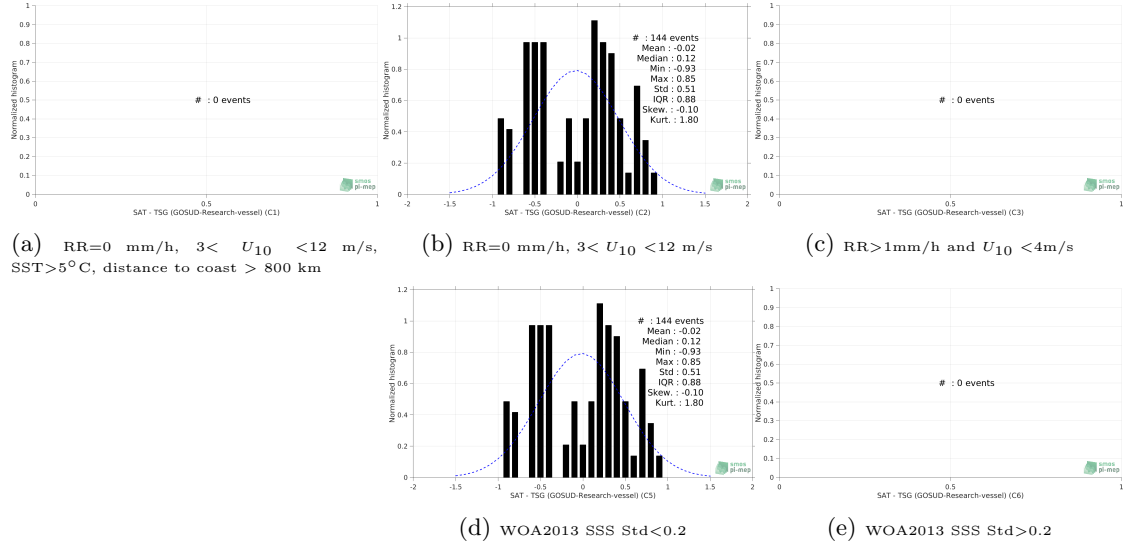 1
0.9
0.8
0.7
0.6
0.5
0.4
0.3
0.2
0.1
0
Normalized histogram
# : 0 events
smos
pi-mep
0 0.5 1
SAT - TSG (GOSUD-Research-vessel) (C1)
(a) RR=0 mm/h, 3< U10 <12 m/s,
SST>5°C, distance to coast > 800 km
1.2
1
0.8
0.6
0.4
0.2
0
Normalized histogram
# : 144 events
Mean : -0.02
Median : 0.12
Min : -0.93
Max : 0.85
Std : 0.51
IQR : 0.88
Skew. : -0.10
Kurt. : 1.80
smos
pi-mep
-2 -1.5 -1 -0.5 0 0.5 1 1.5 2
SAT - TSG (GOSUD-Research-vessel) (C2)
(b) RR=0 mm/h, 3< U10 <12 m/s
1
0.9
0.8
0.7
0.6
0.5
0.4
0.3
0.2
0.1
0
Normalized histogram
# : 0 events
smos
pi-mep
0 0.5 1
SAT - TSG (GOSUD-Research-vessel) (C3)
(c) RR>1mm/h and U10 <4m/s
1.2
1
0.8
0.6
0.4
0.2
0
Normalized histogram
# : 144 events
Mean : -0.02
Median : 0.12
Min : -0.93
Max : 0.85
Std : 0.51
IQR : 0.88
Skew. : -0.10
Kurt. : 1.80
smos
pi-mep
-2 -1.5 -1 -0.5 0 0.5 1 1.5 2
SAT - TSG (GOSUD-Research-vessel) (C5)
(d) WOA2013 SSS Std<0.2
1
0.9
0.8
0.7
0.6
0.5
0.4
0.3
0.2
0.1
0
Normalized histogram
# : 0 events
smos
pi-mep
0 0.5 1
SAT - TSG (GOSUD-Research-vessel) (C6)
(e) WOA2013 SSS Std>0.2